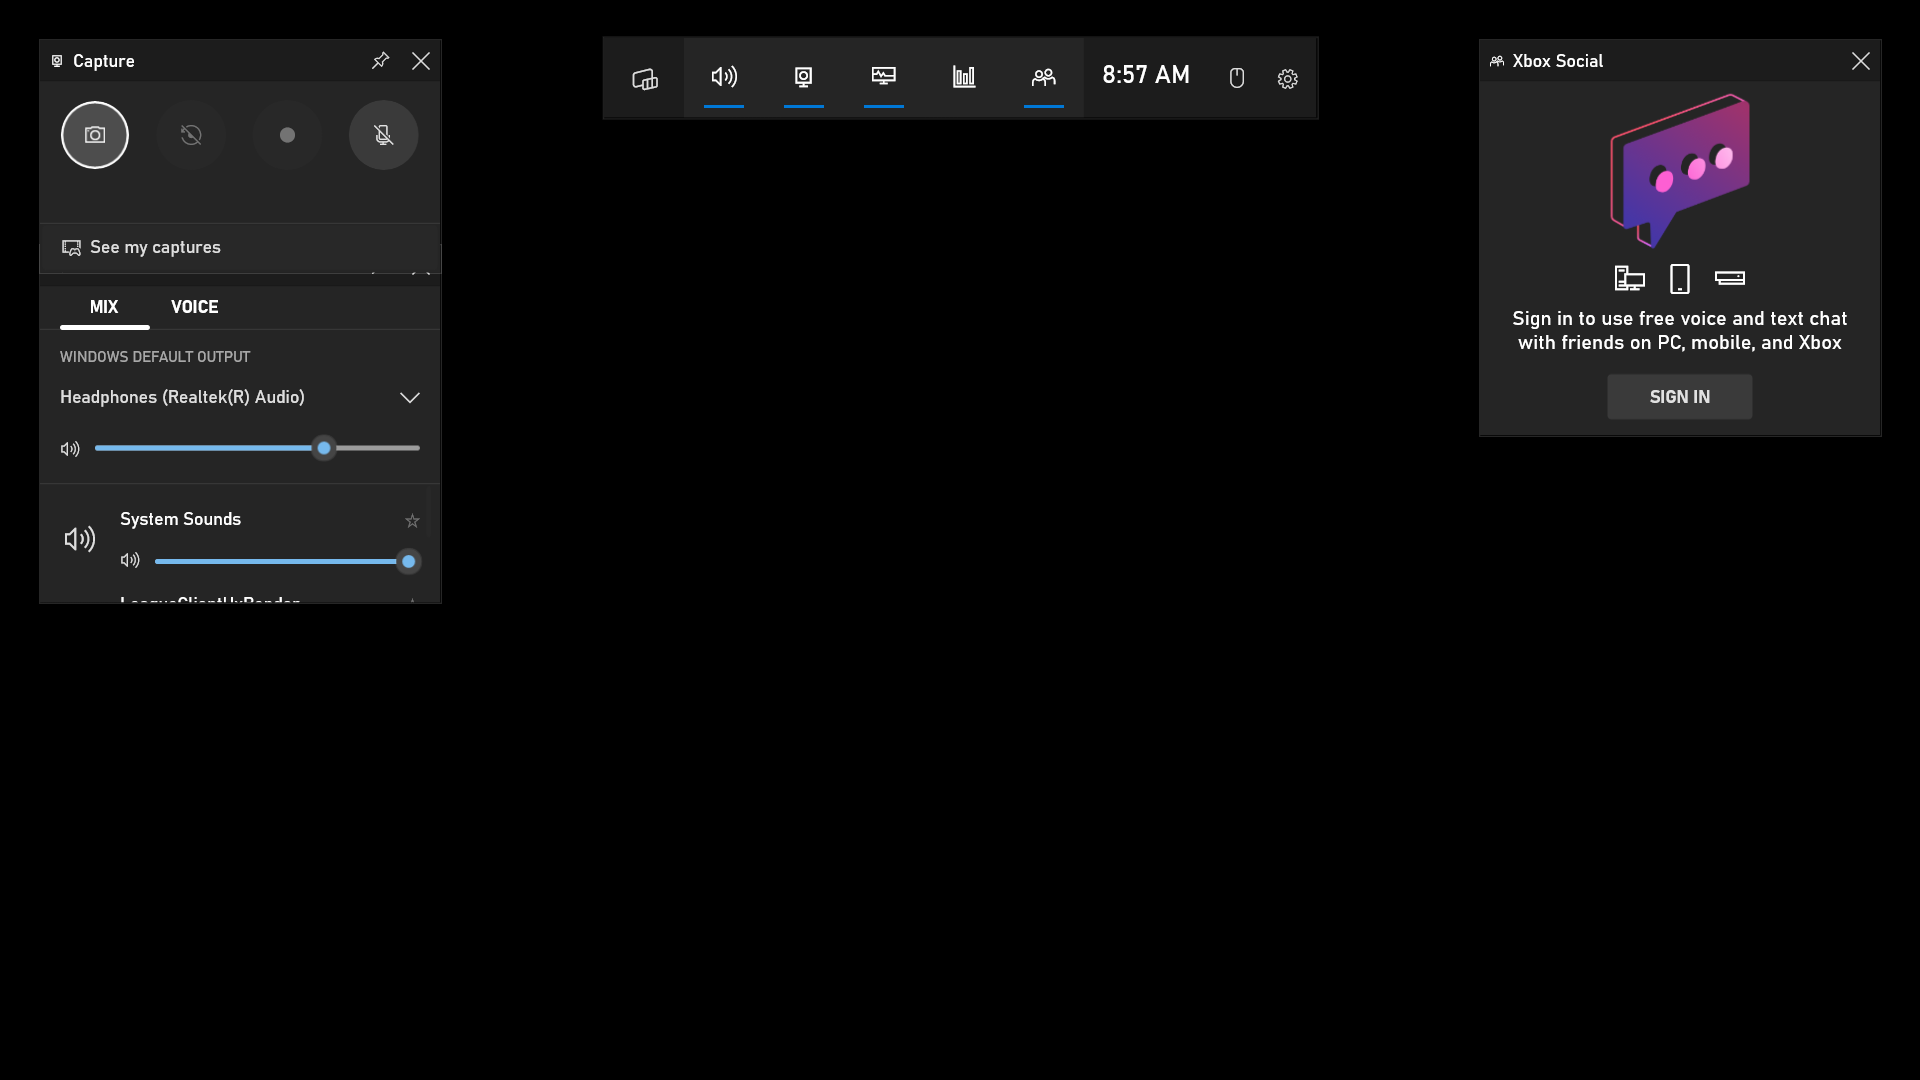 Capture
See my captures
MIX VOICE
WINDOWS DEFAULT OUTPUT
Headphones (Realtek(R) Audio)
System Sounds
8:57 AM
Xbox Social
Sign in to use free voice and text chat
with friends on PC, mobile, and Xbox
SIGN IN